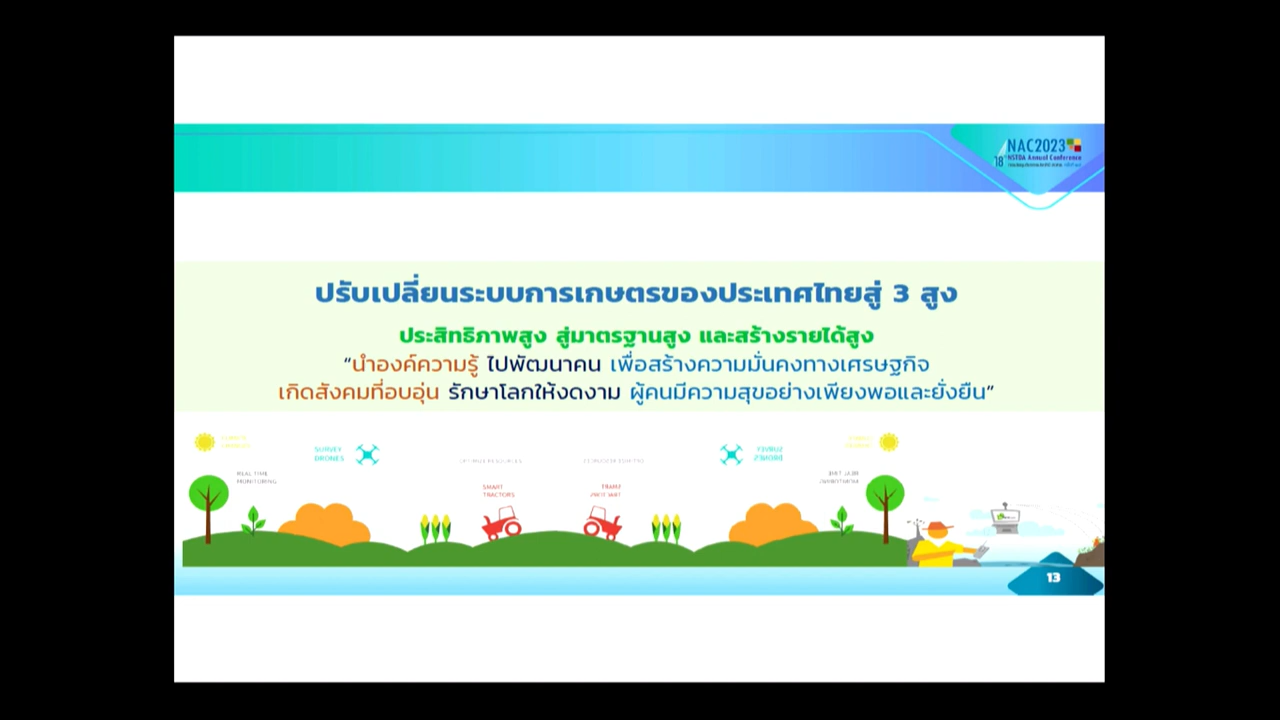 NAC2023
18th NSTDA Annual Conference
ปรับเปลี่ยนระบบการเกษตรของประเทศไทยสู่ 3 สูง
ประสิทธิภาพสูง สู่มาตรฐานสูง และสร้างรายได้สูง
“นำองค์ความรู้ ไปพัฒนาคน เพื่อสร้างความมั่นคงทางเศรษฐกิจ
เกิดสังคมที่อบอุ่น รักษาโลกให้งดงาม ผู้คนมีความสุขอย่างเพียงพอและยั่งยืน”
SURVEY
DRONES
SURVEY
DRONES
OPTIMIZE RESOURCES
REAL TIME
MONITORING
REAL TIME
MONITORING
SMART
TRACTORS
SMART
TRACTORS
13